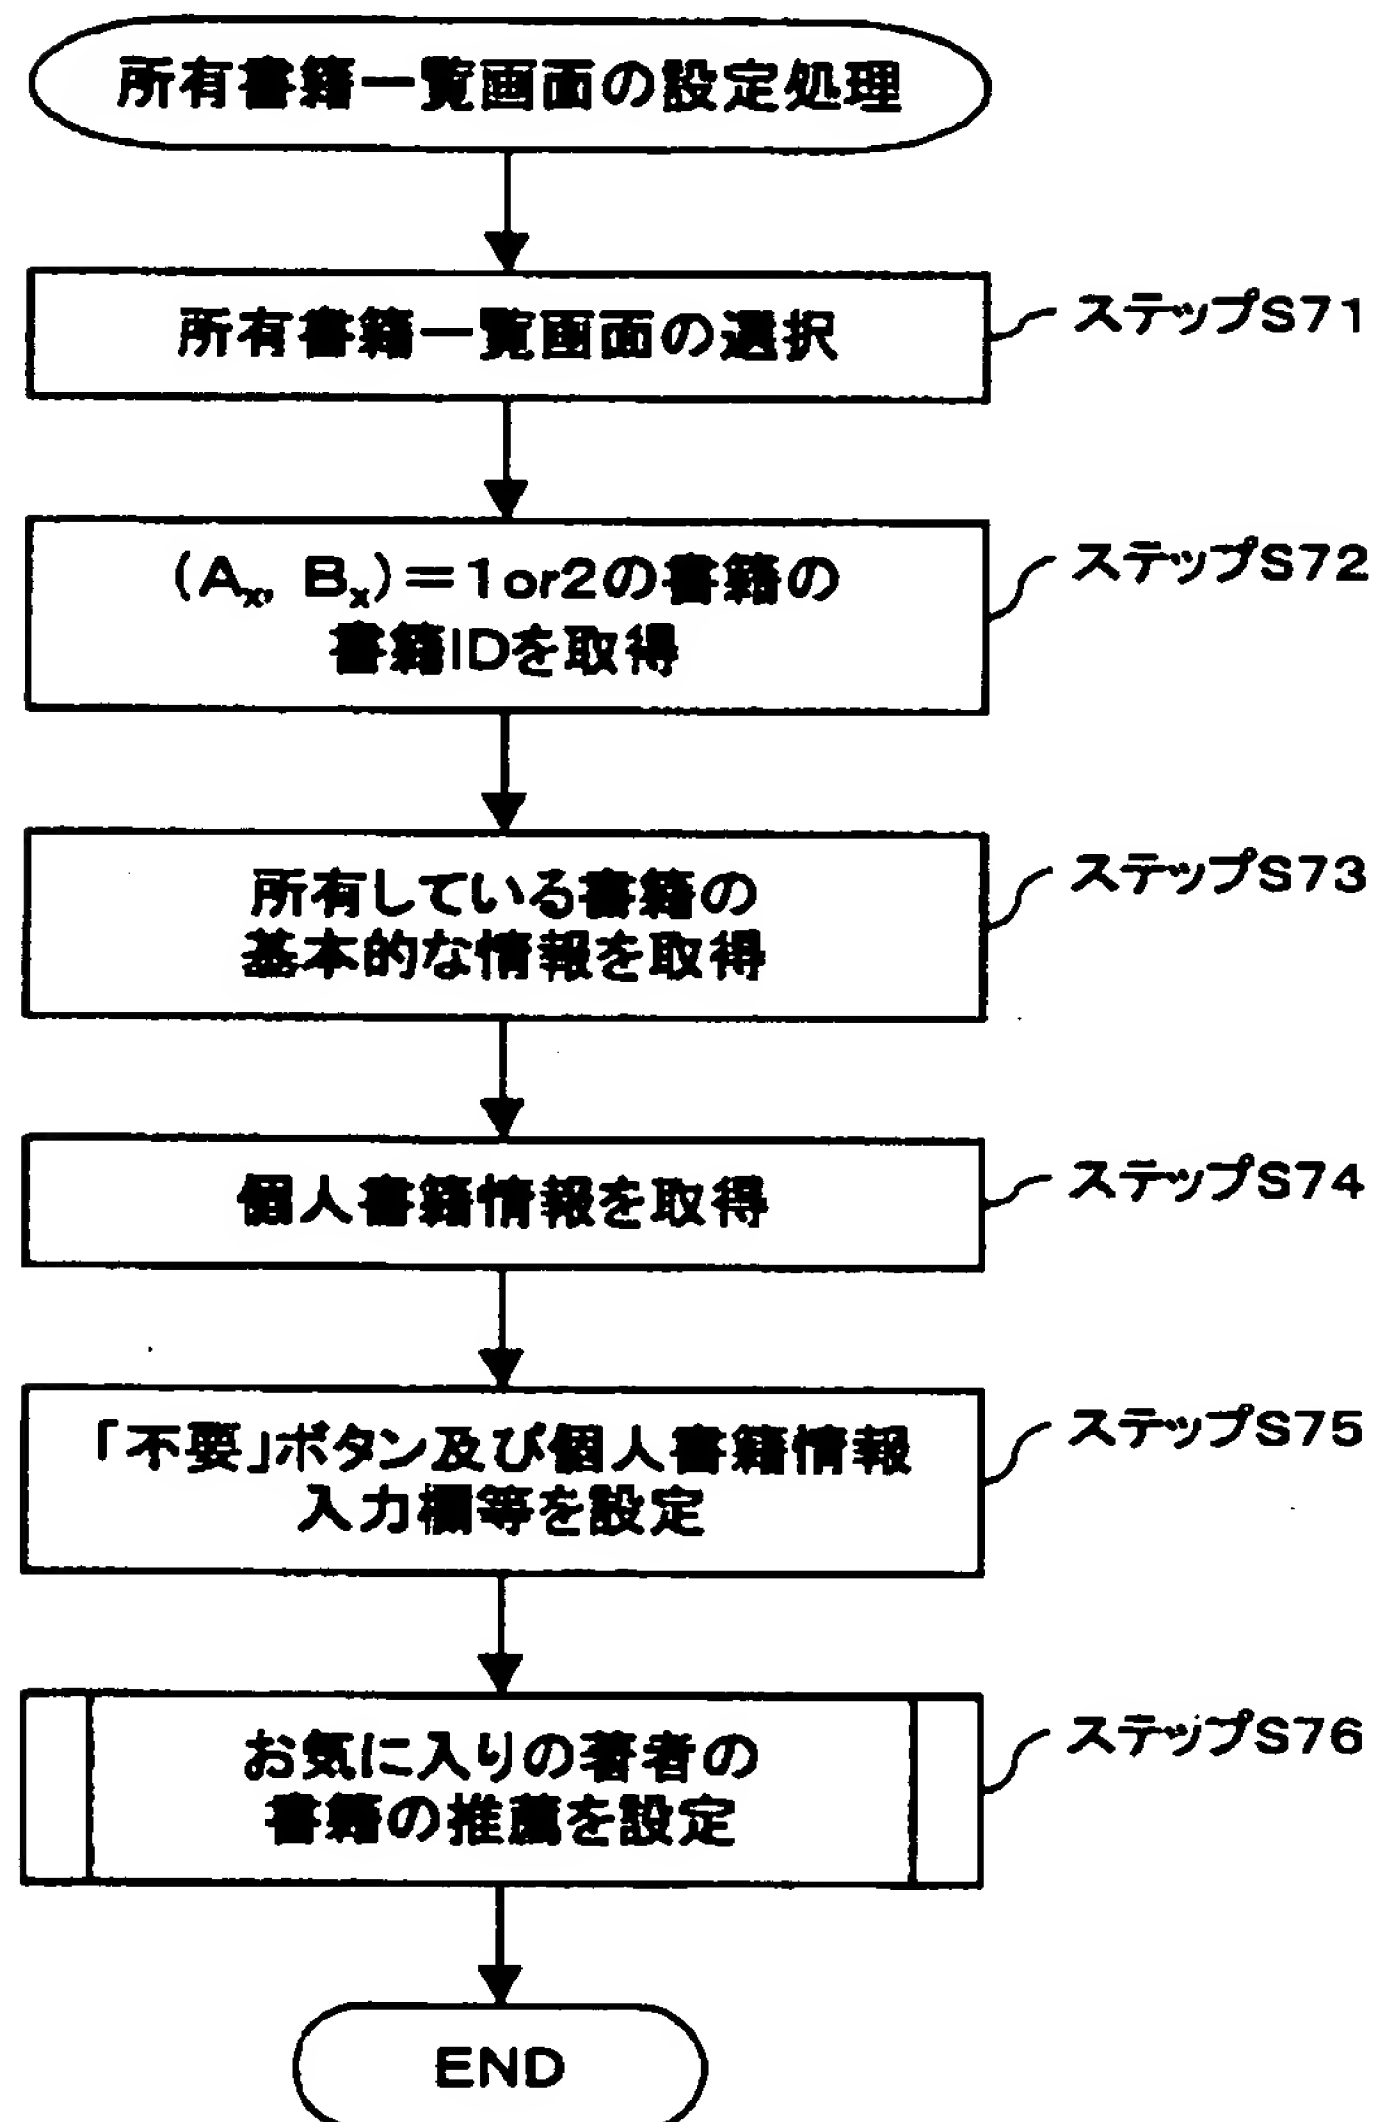 所有書籍一覧画面の設定処理
所有書籍一覧画面の選択
ステップS71
(Ax, Bx)=1or2の書籍の
書籍IDを取得
ステップS72
所有している書籍の
基本的な情報を取得
ステップS73
個人書籍情報を取得
ステップS74
「不要」ボタン及び個人書籍情報
入力欄等を設定
ステップS75
お気に入りの著者の
書籍の推薦を設定
ステップS76
END